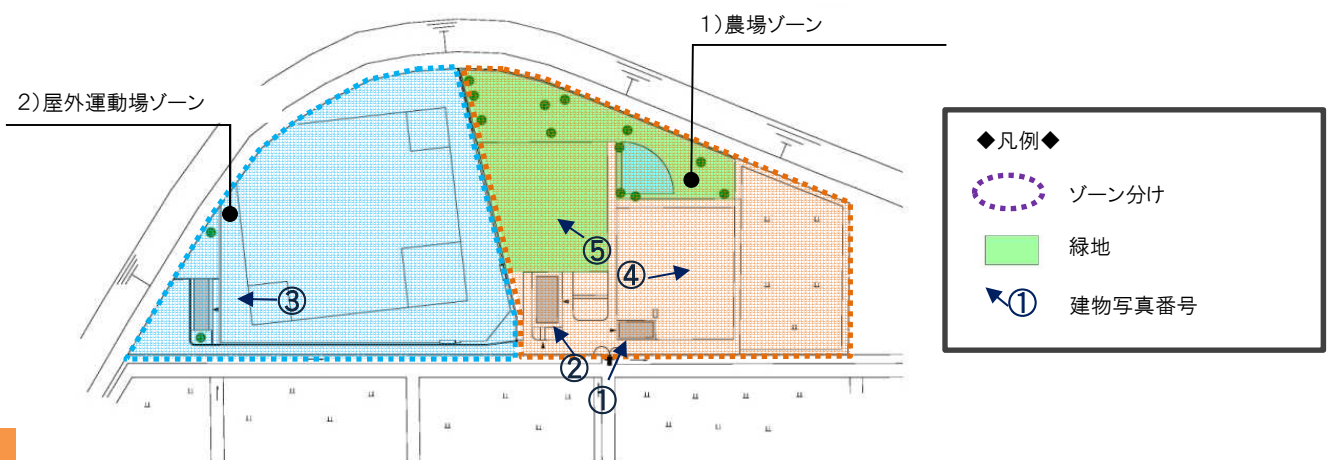 1)農場ゾーン
2)屋外運動場ゾーン
◆凡例◆
ゾーン分け
緑地
① 建物写真番号
⑤
④
③
②
①